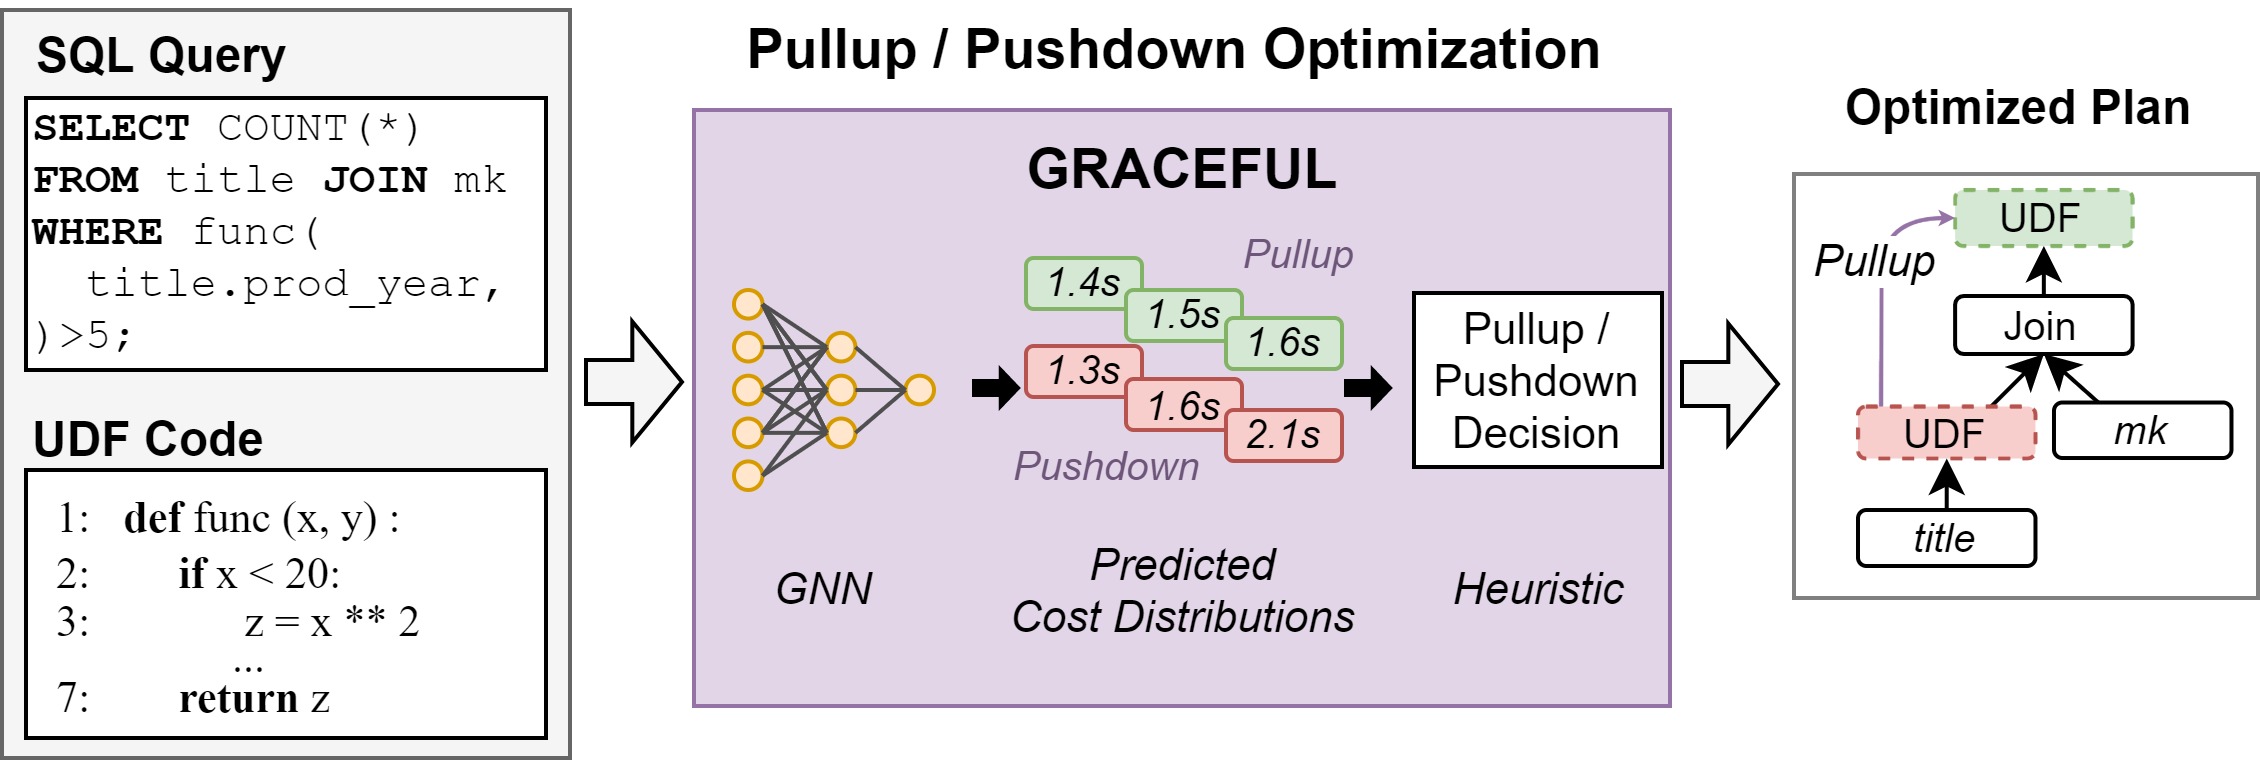 SQL Query
SELECT COUNT(*)
FROM title JOIN mk
WHERE func(
title.prod_year,
)>5;
UDF Code
1: def func (x, y) :
2: if x < 20:
3: z = x ** 2
...
7: return z
Pullup / Pushdown Optimization
GRACEFUL
Pullup
1.4s
1.5s
1.6s
1.3s
1.6s
2.1s
Pushdown
Pullup /
Pushdown
Decision
GNN
Predicted
Cost Distributions
Heuristic
Optimized Plan
UDF
Pullup
Join
UDF
mk
title